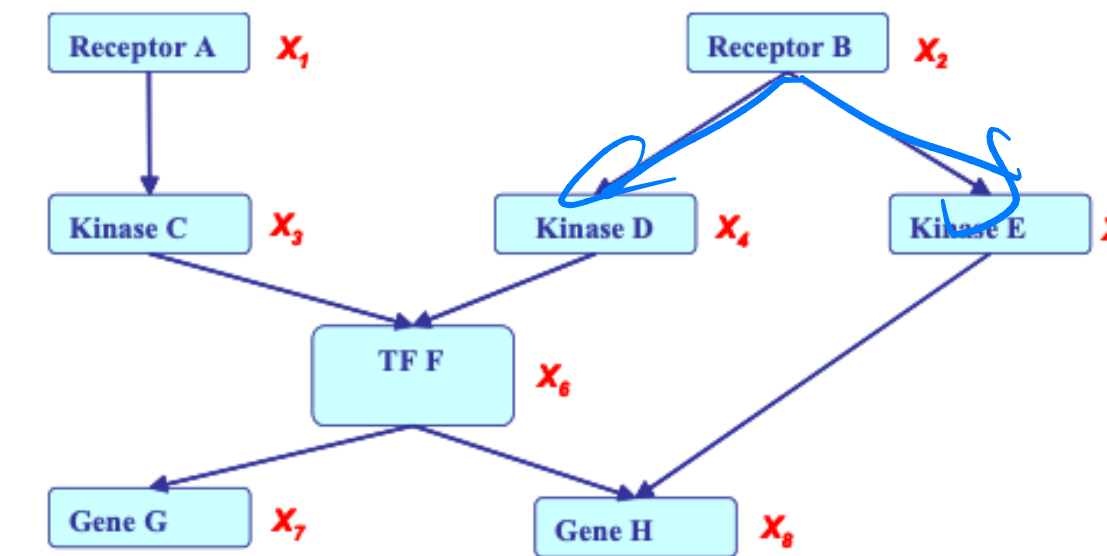 Receptor A X₁ Receptor B X₂
Kinase C X₃ Kinase D X₄ Kinase E
TF F X₆
Gene G X₇ Gene H X₈